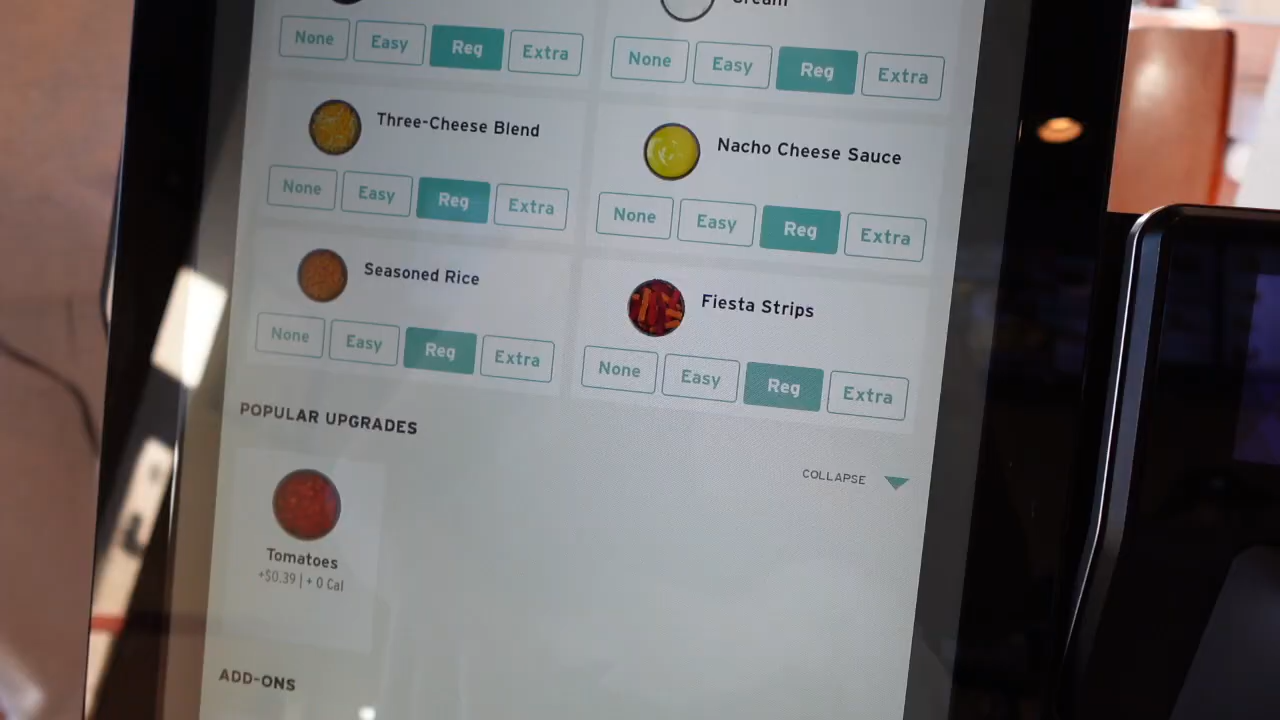 Cream
None Easy Reg Extra
None Easy Reg Extra
Three-Cheese Blend
Nacho Cheese Sauce
None Easy Reg Extra
None Easy Reg Extra
Seasoned Rice
Fiesta Strips
None Easy Reg Extra
None Easy Reg Extra
POPULAR UPGRADES
COLLAPSE
Tomatoes
+$0.39 | + 0 Cal
ADD-ONS